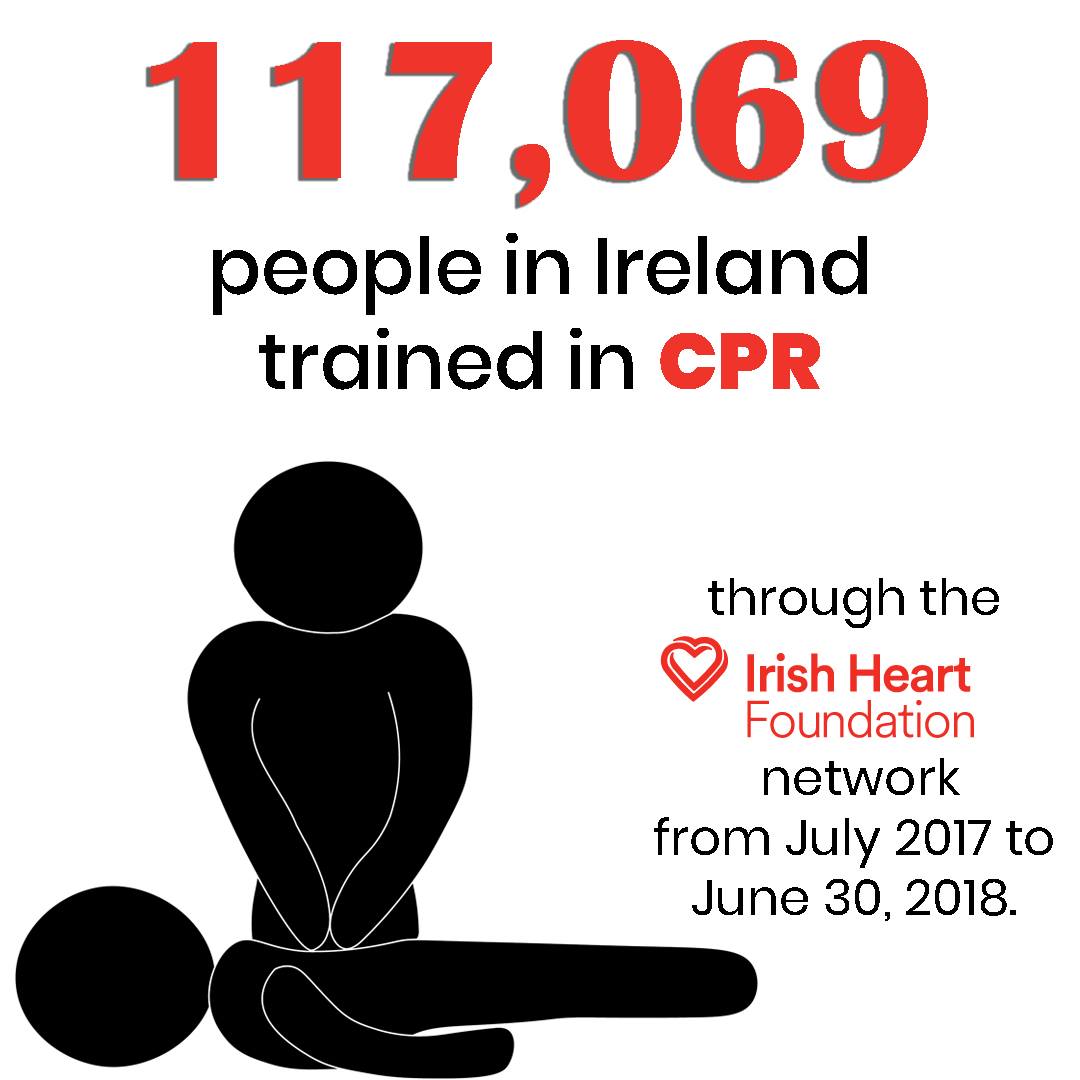 117,069
people in Ireland
trained in CPR
through the
Irish Heart
Foundation
network
from July 2017 to
June 30, 2018.